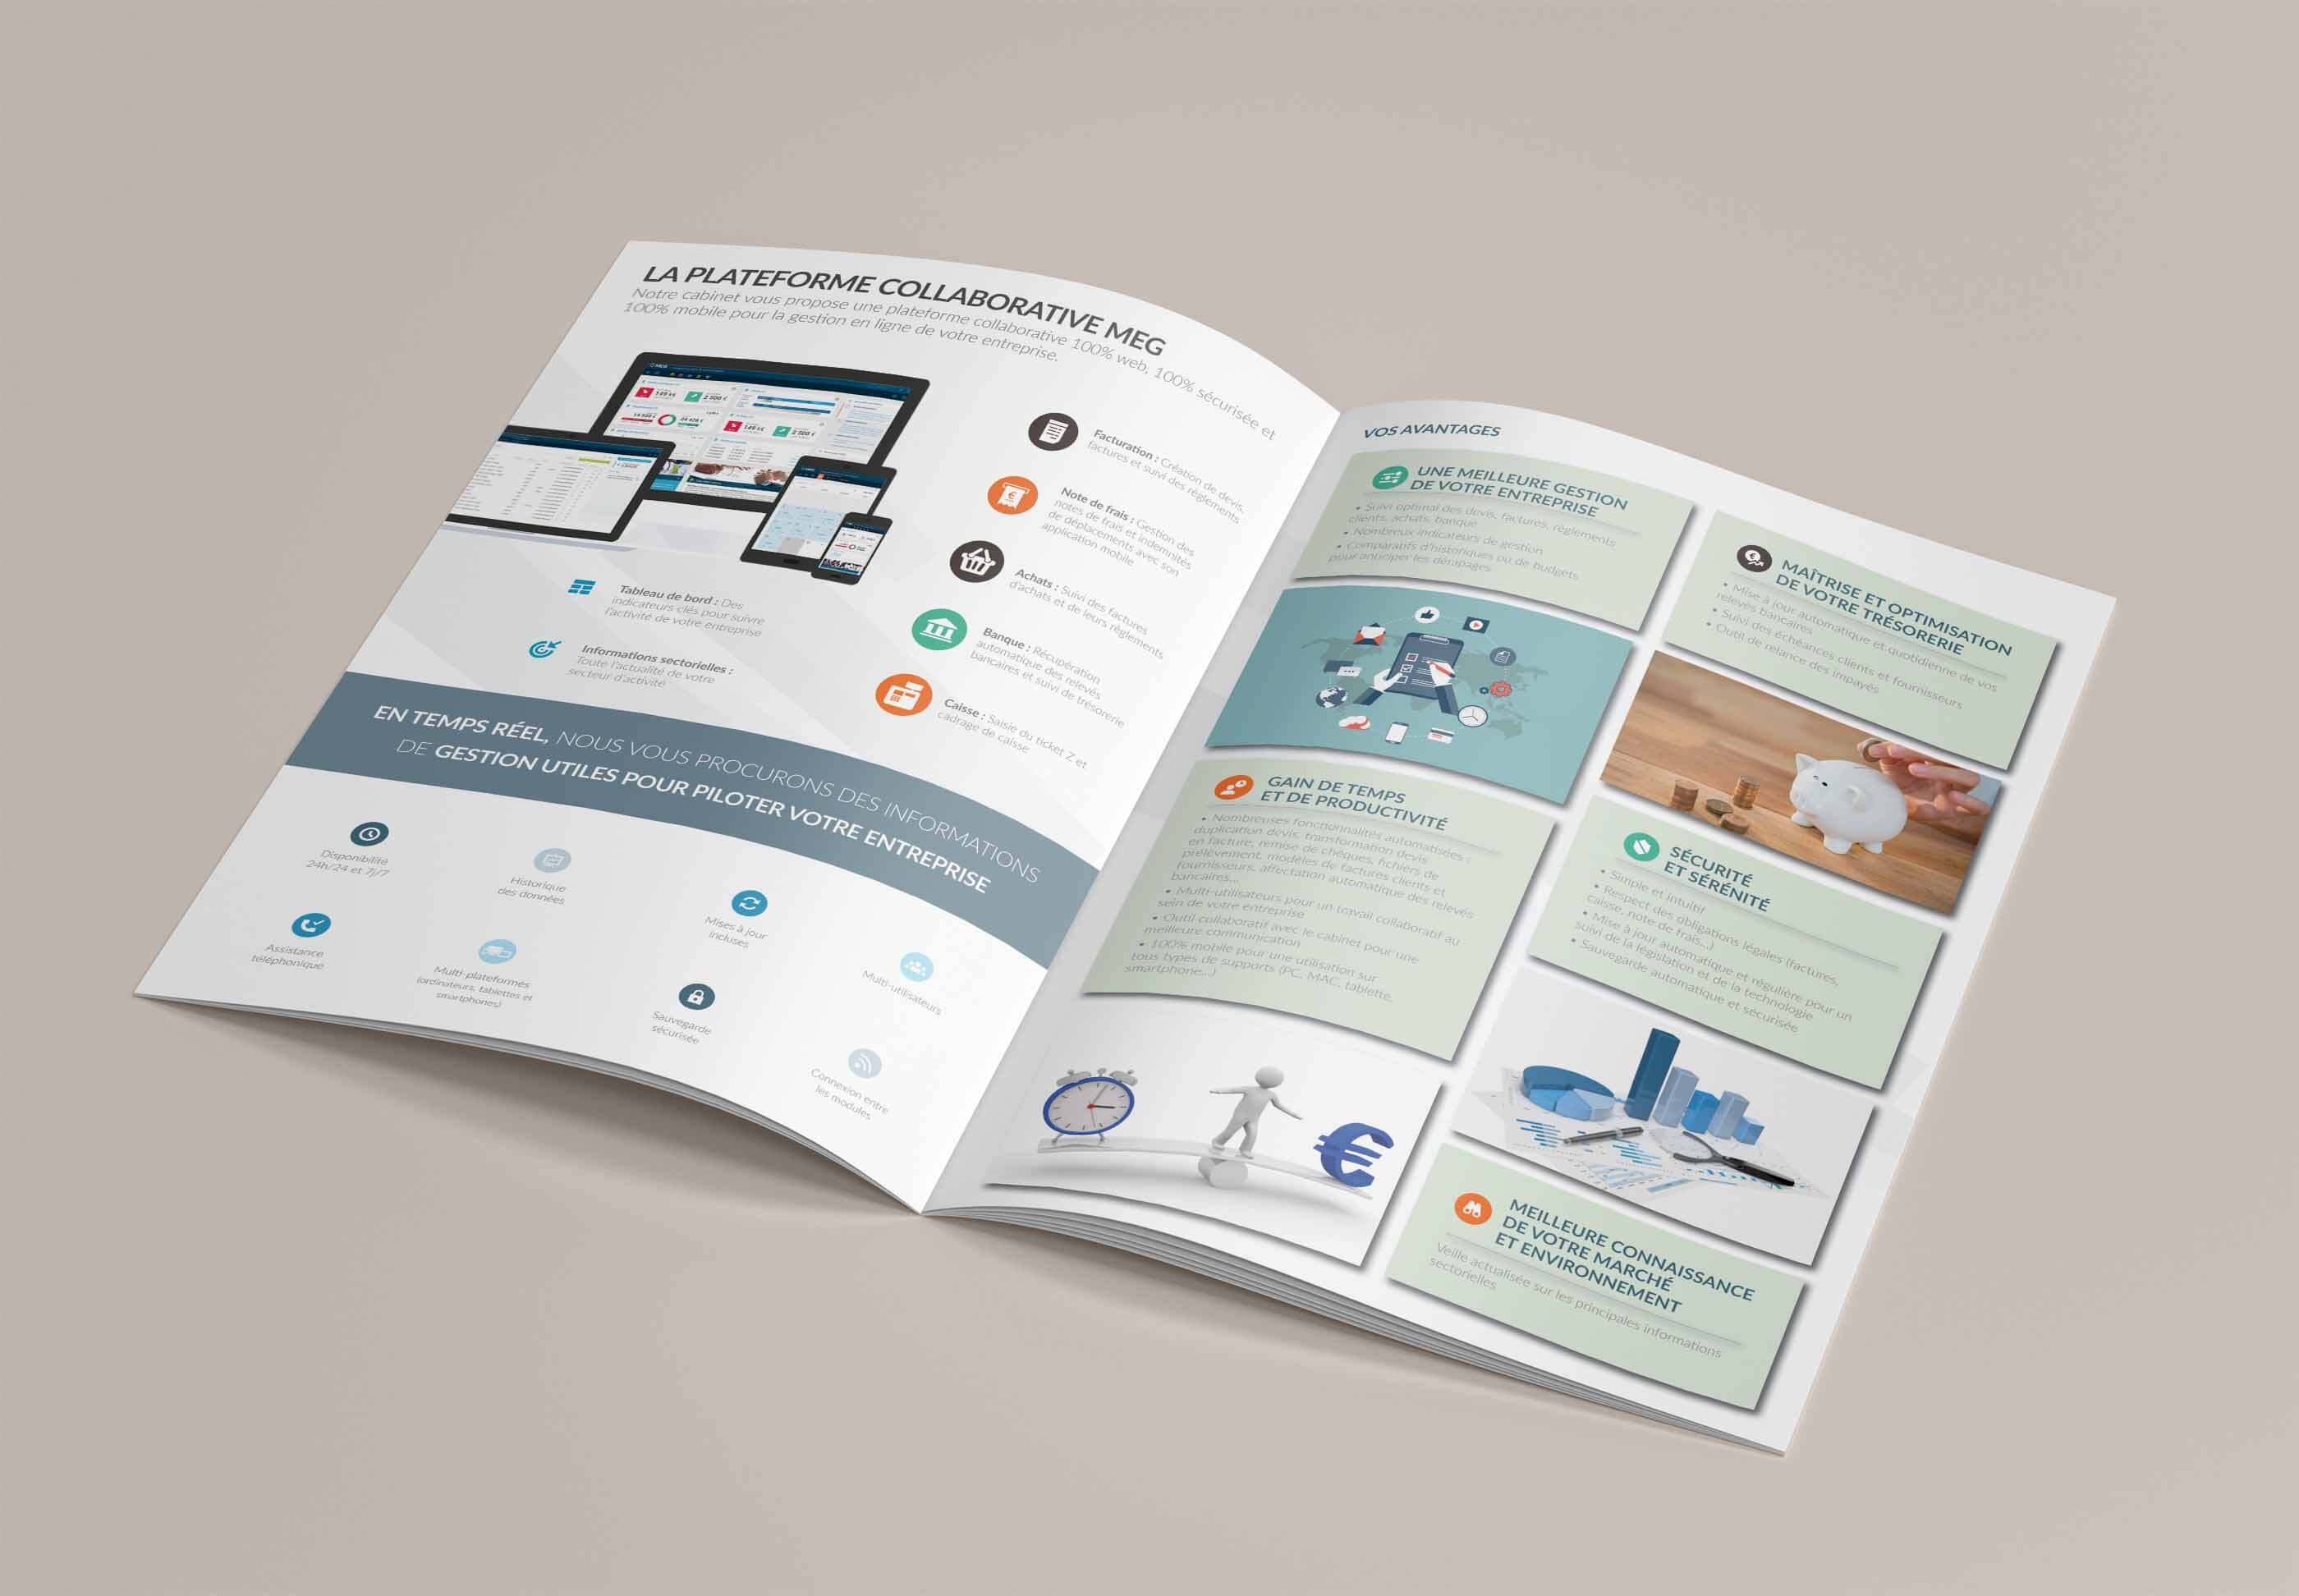 LA PLATEFORME COLLABORATIVE MEG
Notre cabinet vous propose une plateforme collaborative 100% web, 100% sécurisée et
100% mobile pour la gestion en ligne de votre entreprise.
Facturation : Création de devis,
factures et suivi des règlements
Note de frais : Gestion des
notes de frais et indemnités
de déplacements avec son
application mobile
Achats : Suivi des factures
d'achats et de leurs règlements
Banque : Récupération
automatique des relevés
bancaires et suivi de trésorerie
Caisse : Saisie du ticket Z et
cadrage de caisse
Tableau de bord : Des
indicateurs clés pour suivre
l'activité de votre entreprise
Informations sectorielles :
Toute l'actualité de votre
secteur d'activité
EN TEMPS RÉEL, NOUS VOUS PROCURONS DES INFORMATIONS
DE GESTION UTILES POUR PILOTER VOTRE ENTREPRISE
Disponibilité
24h/24 et 7j/7
Historique
des données
Mises à jour
incluses
Multi-utilisateurs
Assistance
téléphonique
Multi-plateformes
(ordinateurs, tablettes et
smartphones)
Sauvegarde
sécurisée
Connexion entre
les modules
VOS AVANTAGES
UNE MEILLEURE GESTION
DE VOTRE ENTREPRISE
• Suivi optimal des devis, factures, règlements
clients, achats, banque
• Nombreux indicateurs de gestion
• Comparatifs d'historiques ou de budgets
pour anticiper les dérapages
GAIN DE TEMPS
ET DE PRODUCTIVITÉ
• Nombreuses fonctionnalités automatisées :
duplication devis, transformation devis
en facture, remise de chèques, fichiers de
prélèvement, modèles de factures clients et
fournisseurs, affectation automatique des relevés
bancaires...
• Multi-utilisateurs pour un travail collaboratif au
sein de votre entreprise
• Outil collaboratif avec le cabinet pour une
meilleure communication
• 100% mobile pour une utilisation sur
tous types de supports (PC, MAC, tablette,
smartphone...)
MAÎTRISE ET OPTIMISATION
DE VOTRE TRÉSORERIE
• Mise à jour automatique et quotidienne de vos
relevés bancaires
• Suivi des échéances clients et fournisseurs
• Outil de relance des impayés
SÉCURITÉ
ET SÉRÉNITÉ
• Simple et intuitif
• Respect des obligations légales (factures,
caisse, note de frais...)
• Mise à jour automatique et régulière pour un
suivi de la législation et de la technologie
• Sauvegarde automatique et sécurisée
MEILLEURE CONNAISSANCE
DE VOTRE MARCHÉ
ET ENVIRONNEMENT
Veille actualisée sur les principales informations
sectorielles